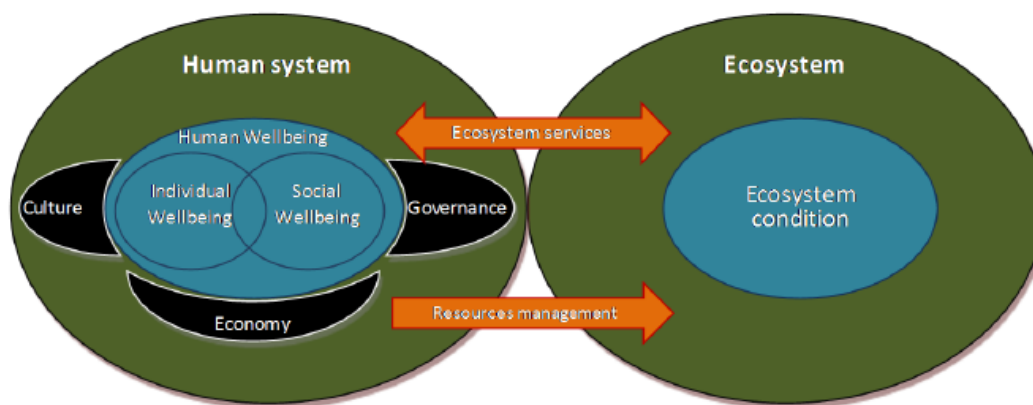 Human system
Ecosystem
Human Wellbeing
Ecosystem services
Culture
Individual
Wellbeing
Social
Wellbeing
Governance
Ecosystem
condition
Economy
Resources management